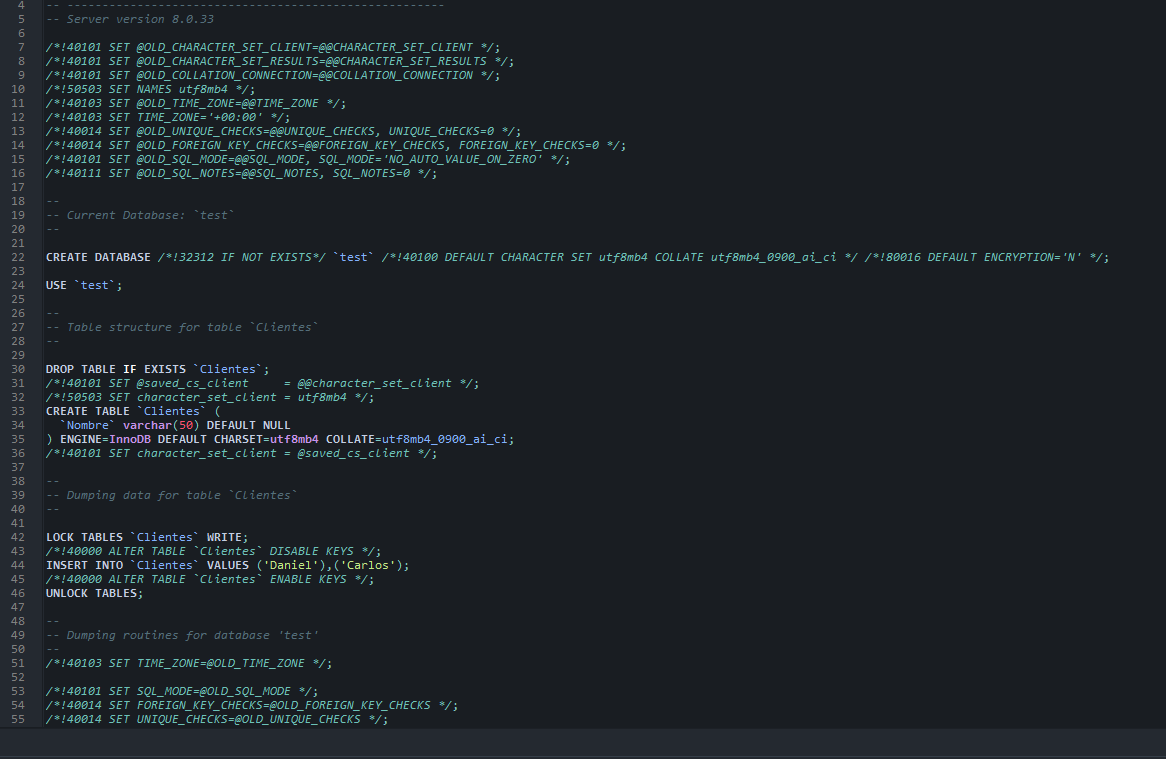 4 -- ------------------------------------------------------
5 -- Server version 8.0.33
6
7 /*!40101 SET @OLD_CHARACTER_SET_CLIENT=@@CHARACTER_SET_CLIENT */;
8 /*!40101 SET @OLD_CHARACTER_SET_RESULTS=@@CHARACTER_SET_RESULTS */;
9 /*!40101 SET @OLD_COLLATION_CONNECTION=@@COLLATION_CONNECTION */;
10 /*!50503 SET NAMES utf8mb4 */;
11 /*!40103 SET @OLD_TIME_ZONE=@@TIME_ZONE */;
12 /*!40103 SET TIME_ZONE='+00:00' */;
13 /*!40014 SET @OLD_UNIQUE_CHECKS=@@UNIQUE_CHECKS, UNIQUE_CHECKS=0 */;
14 /*!40014 SET @OLD_FOREIGN_KEY_CHECKS=@@FOREIGN_KEY_CHECKS, FOREIGN_KEY_CHECKS=0 */;
15 /*!40101 SET @OLD_SQL_MODE=@@SQL_MODE, SQL_MODE='NO_AUTO_VALUE_ON_ZERO' */;
16 /*!40111 SET @OLD_SQL_NOTES=@@SQL_NOTES, SQL_NOTES=0 */;
17
18 --
19 -- Current Database: `test`
20 --
21
22 CREATE DATABASE /*!32312 IF NOT EXISTS*/ `test` /*!40100 DEFAULT CHARACTER SET utf8mb4 COLLATE utf8mb4_0900_ai_ci */ /*!80016 DEFAULT ENCRYPTION='N' */;
23
24 USE `test`;
25
26 --
27 -- Table structure for table `Clientes`
28 --
29
30 DROP TABLE IF EXISTS `Clientes`;
31 /*!40101 SET @saved_cs_client     = @@character_set_client */;
32 /*!50503 SET character_set_client = utf8mb4 */;
33 CREATE TABLE `Clientes` (
34   `Nombre` varchar(50) DEFAULT NULL
35 ) ENGINE=InnoDB DEFAULT CHARSET=utf8mb4 COLLATE=utf8mb4_0900_ai_ci;
36 /*!40101 SET character_set_client = @saved_cs_client */;
37
38 --
39 -- Dumping data for table `Clientes`
40 --
41
42 LOCK TABLES `Clientes` WRITE;
43 /*!40000 ALTER TABLE `Clientes` DISABLE KEYS */;
44 INSERT INTO `Clientes` VALUES ('Daniel'),('Carlos');
45 /*!40000 ALTER TABLE `Clientes` ENABLE KEYS */;
46 UNLOCK TABLES;
47
48 --
49 -- Dumping routines for database 'test'
50 --
51 /*!40103 SET TIME_ZONE=@OLD_TIME_ZONE */;
52
53 /*!40101 SET SQL_MODE=@OLD_SQL_MODE */;
54 /*!40014 SET FOREIGN_KEY_CHECKS=@OLD_FOREIGN_KEY_CHECKS */;
55 /*!40014 SET UNIQUE_CHECKS=@OLD_UNIQUE_CHECKS */;